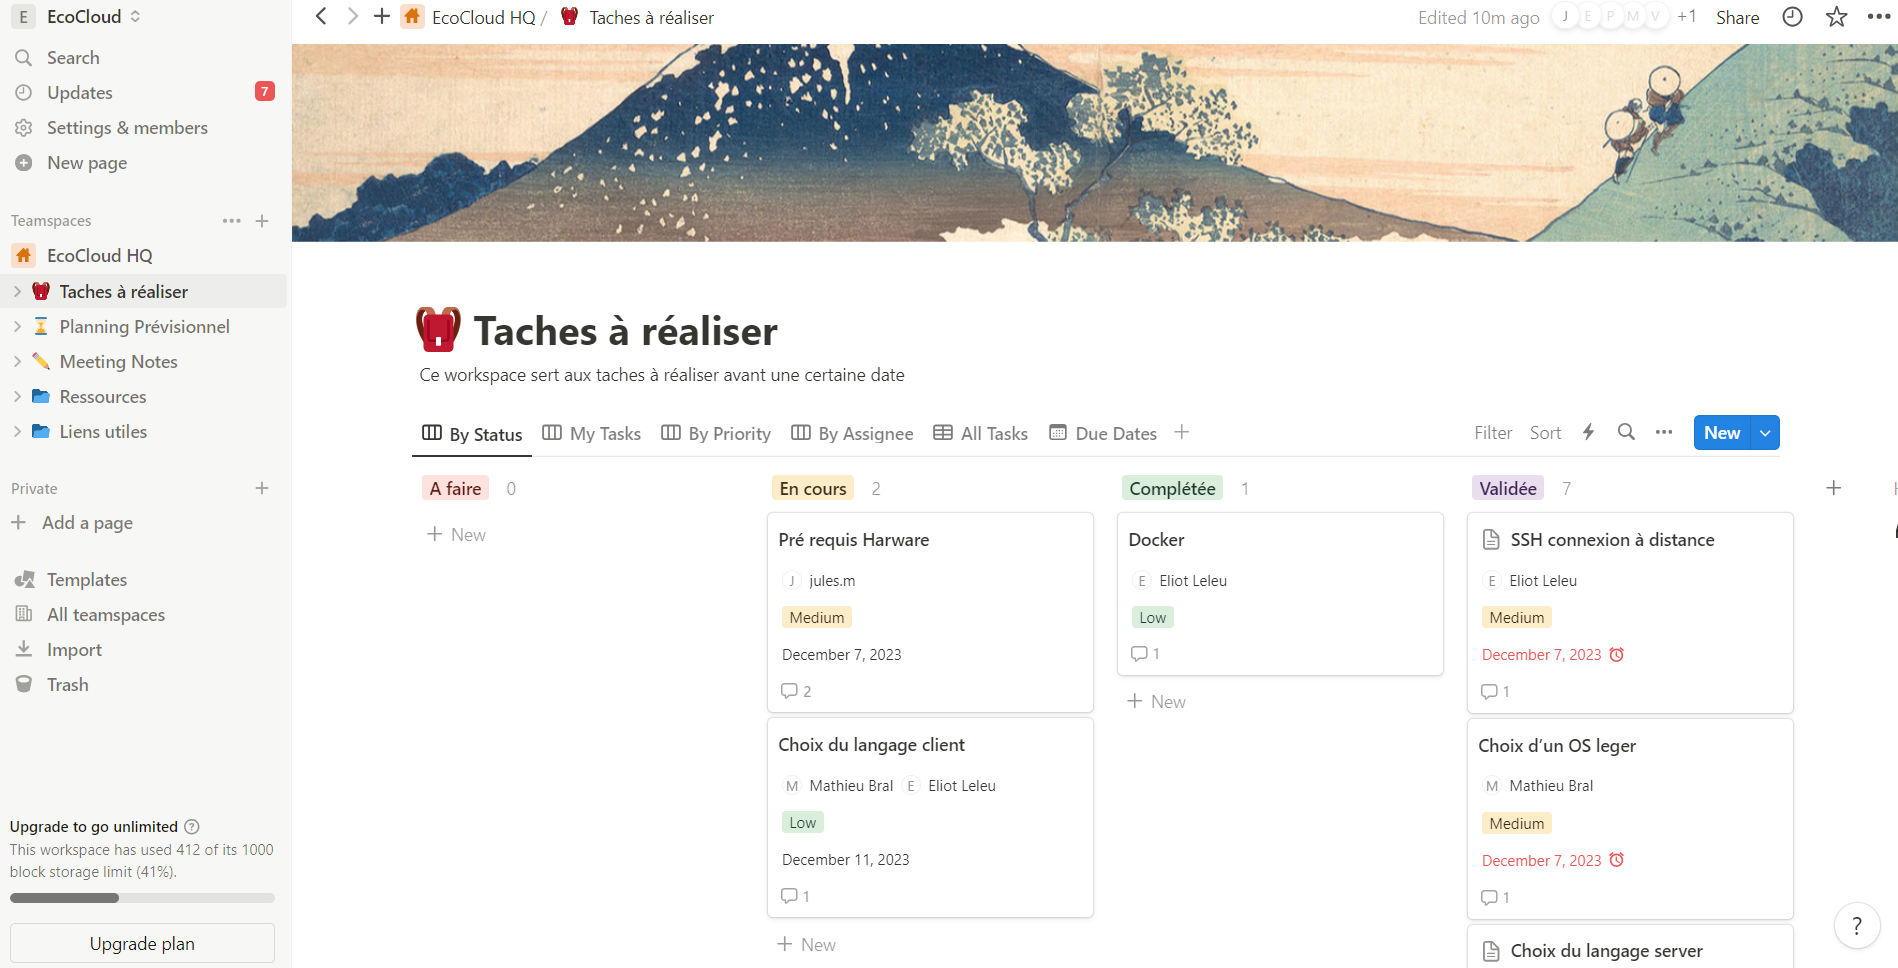 E EcoCloud
Search
Updates 7
Settings & members
New page
Teamspaces
EcoCloud HQ
Taches à réaliser
Planning Prévisionnel
Meeting Notes
Ressources
Liens utiles
Private
Add a page
Templates
All teamspaces
Import
Trash
Upgrade to go unlimited ?
This workspace has used 412 of its 1000
block storage limit (41%).
Upgrade plan
EcoCloud HQ / Taches à réaliser
Edited 10m ago J E P M V +1 Share
Taches à réaliser
Ce workspace sert aux taches à réaliser avant une certaine date
By Status My Tasks By Priority By Assignee All Tasks Due Dates
Filter Sort New
A faire 0
New
En cours 2
Pré requis Harware
J jules.m
Medium
December 7, 2023
2
Choix du langage client
M Mathieu Bral E Eliot Leleu
Low
December 11, 2023
1
New
Complétée 1
Docker
E Eliot Leleu
Low
1
New
Validée 7
SSH connexion à distance
E Eliot Leleu
Medium
December 7, 2023
1
Choix d’un OS leger
M Mathieu Bral
Medium
December 7, 2023
1
Choix du langage server
?